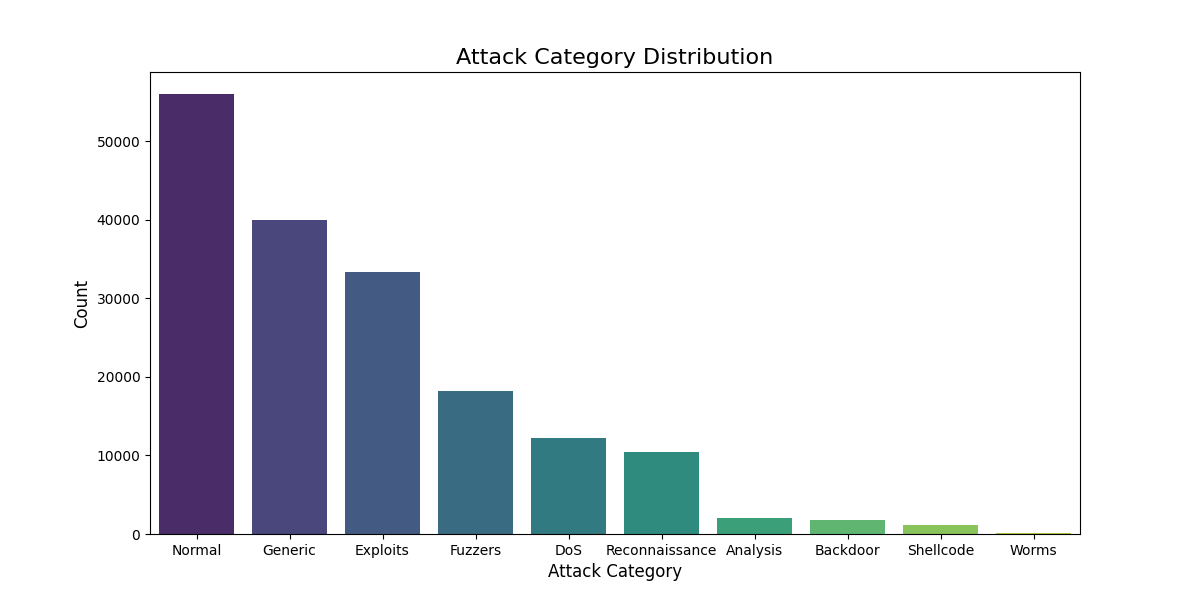 Attack Category Distribution
Count
50000
40000
30000
20000
10000
0
Normal Generic Exploits Fuzzers DoS Reconnaissance Analysis Backdoor Shellcode Worms
Attack Category